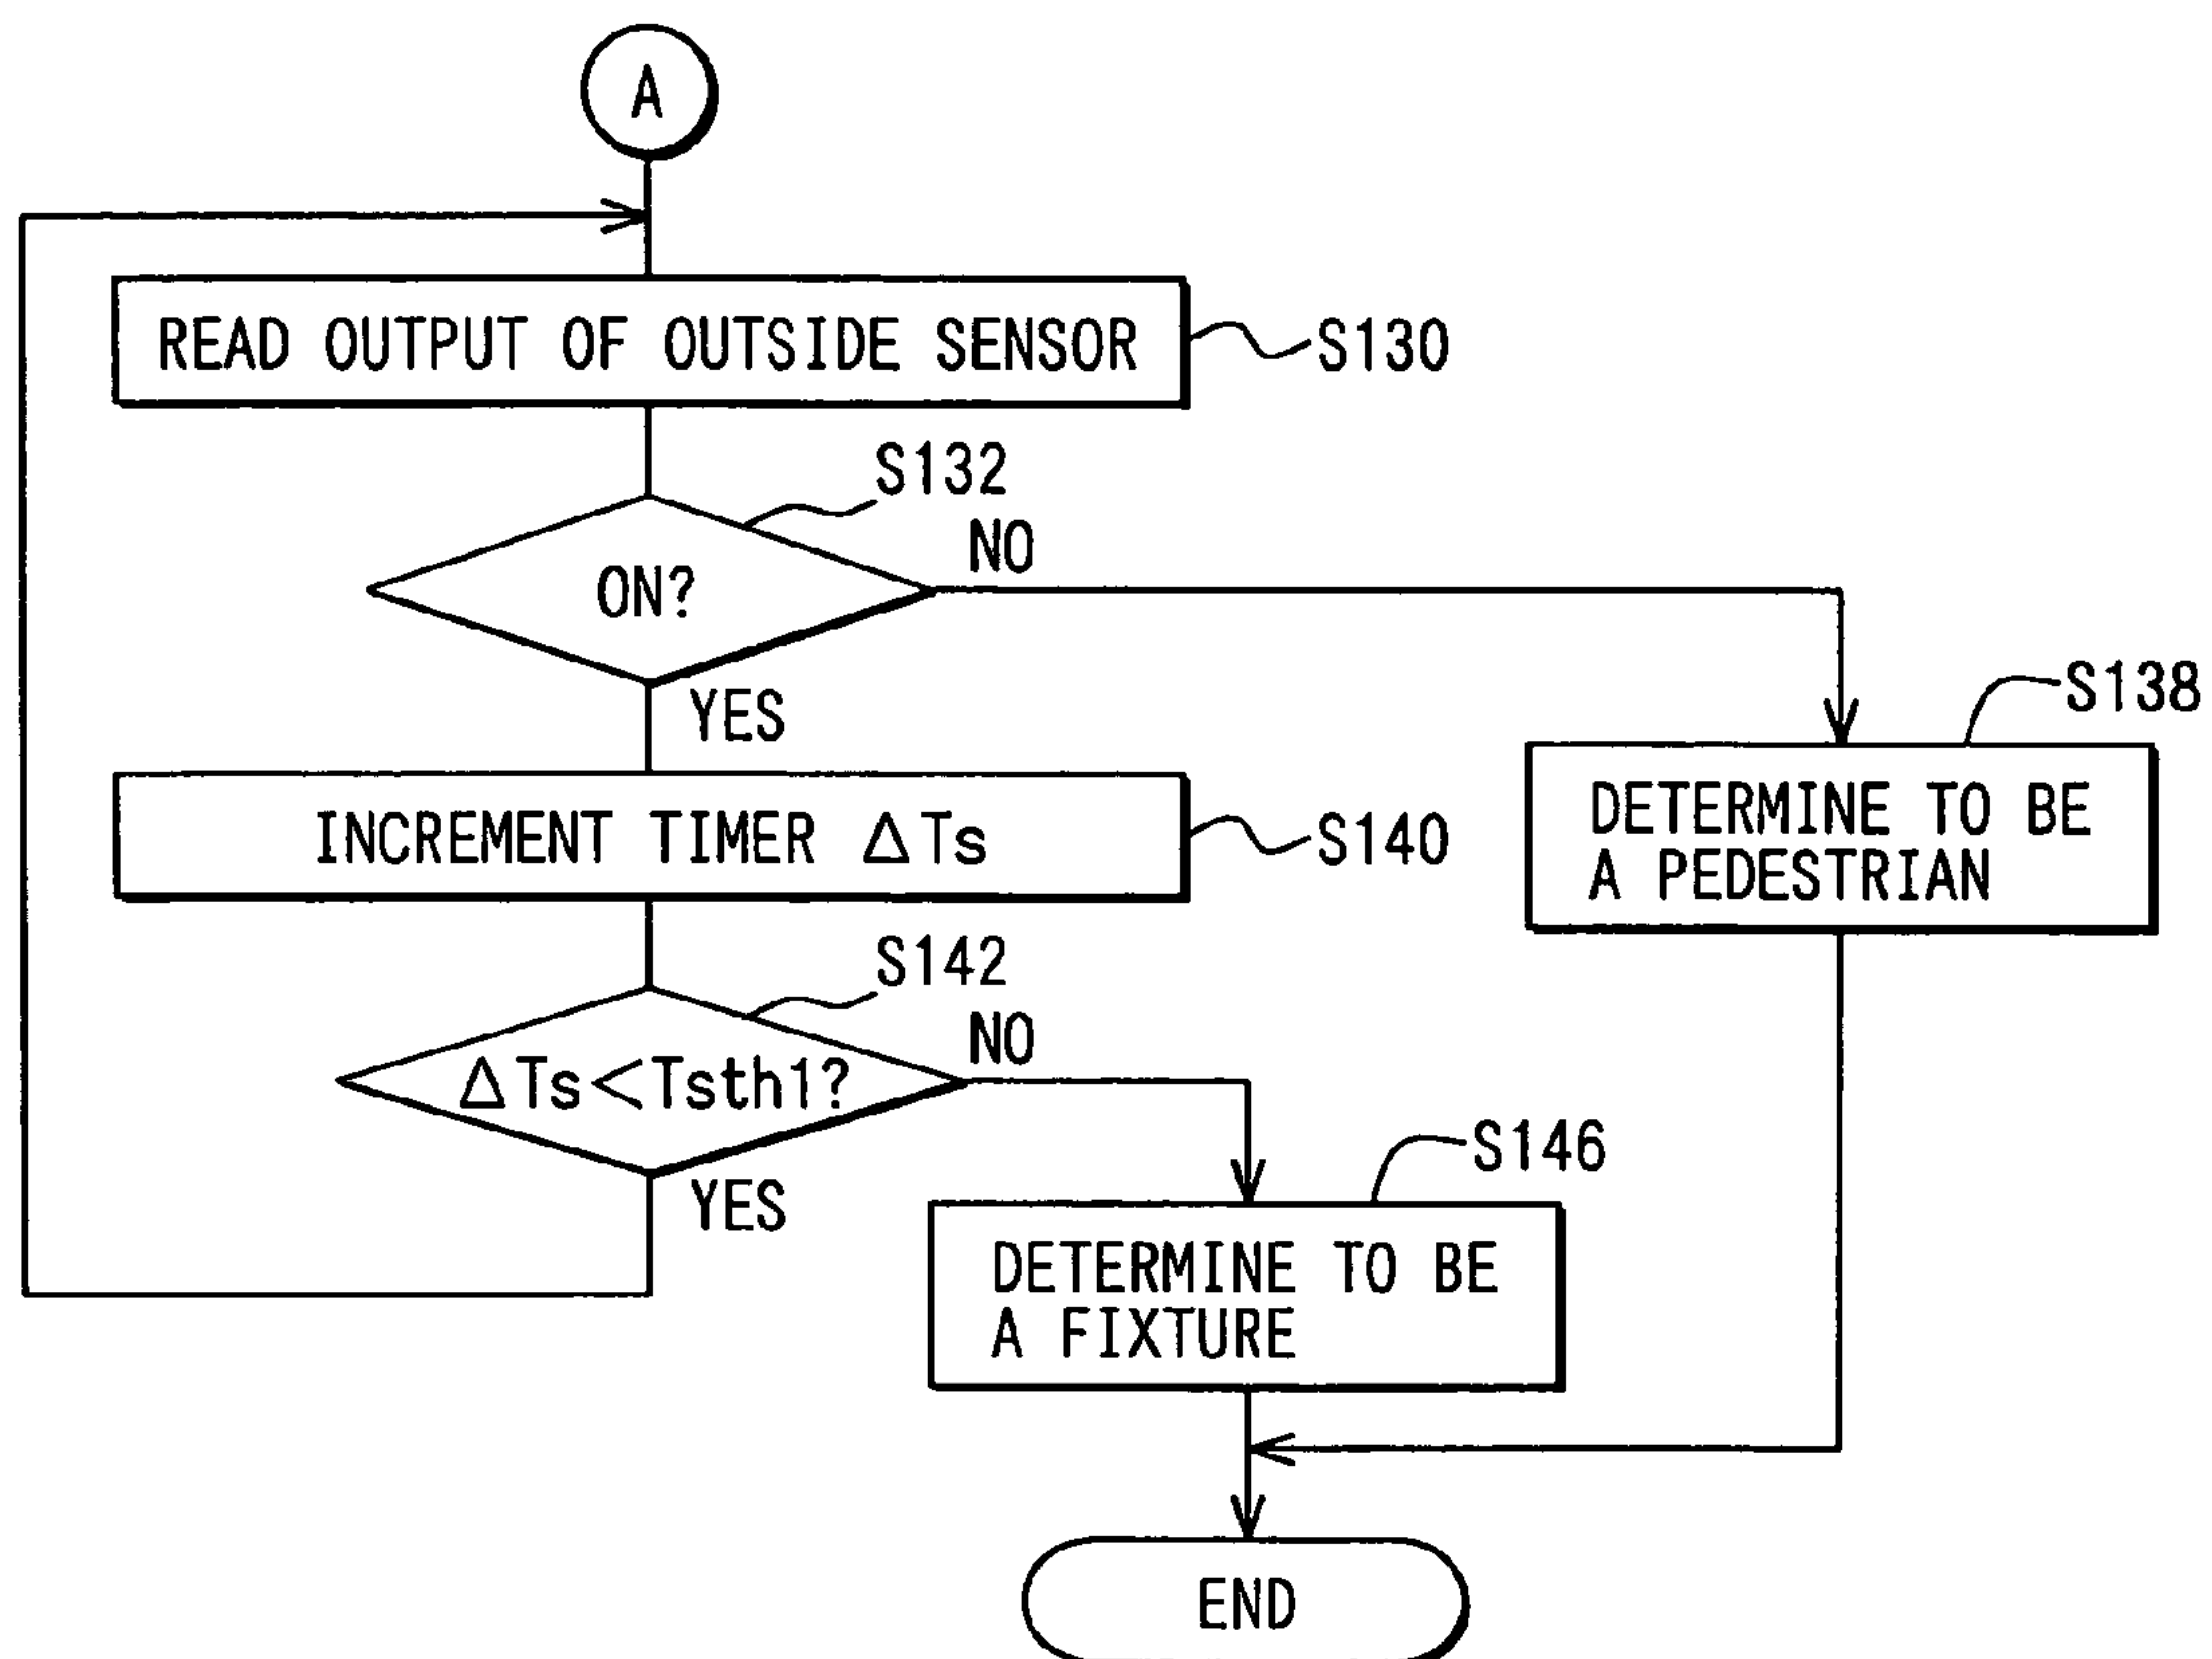 A
READ OUTPUT OF OUTSIDE SENSOR
S130
S132
ON?
NO
YES
S138
DETERMINE TO BE
A PEDESTRIAN
INCREMENT TIMER ΔTs
S140
S142
ΔTs<Tsth1?
NO
YES
S146
DETERMINE TO BE
A FIXTURE
END